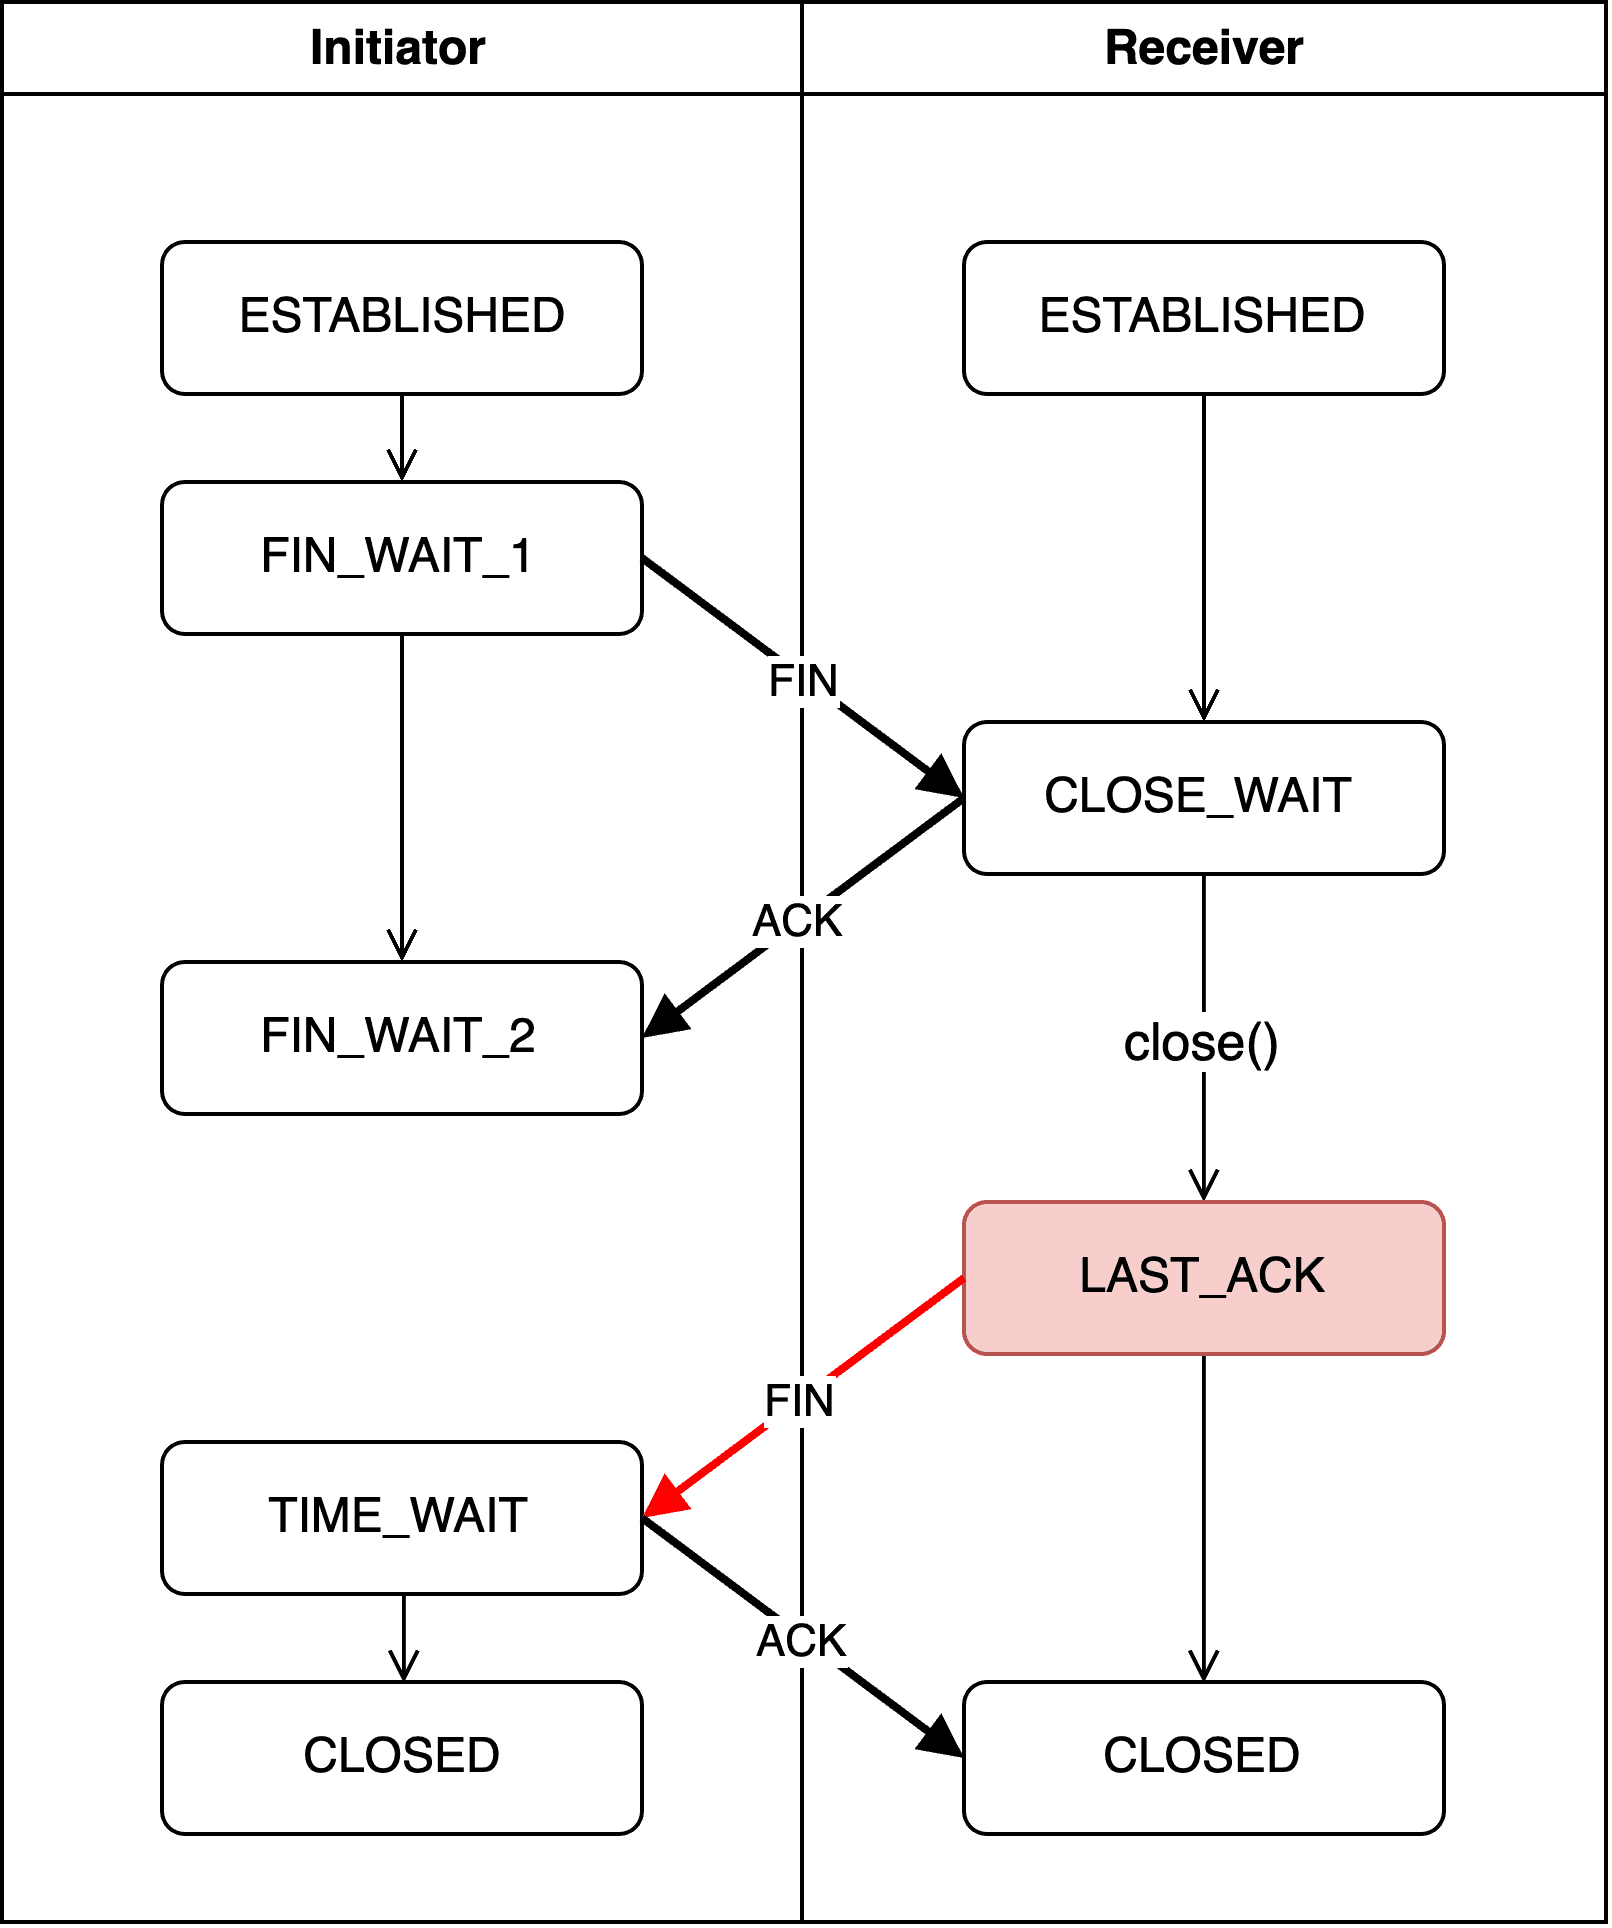 Initiator
Receiver
ESTABLISHED
ESTABLISHED
FIN_WAIT_1
FIN
CLOSE_WAIT
ACK
FIN_WAIT_2
close()
LAST_ACK
FIN
TIME_WAIT
ACK
CLOSED
CLOSED